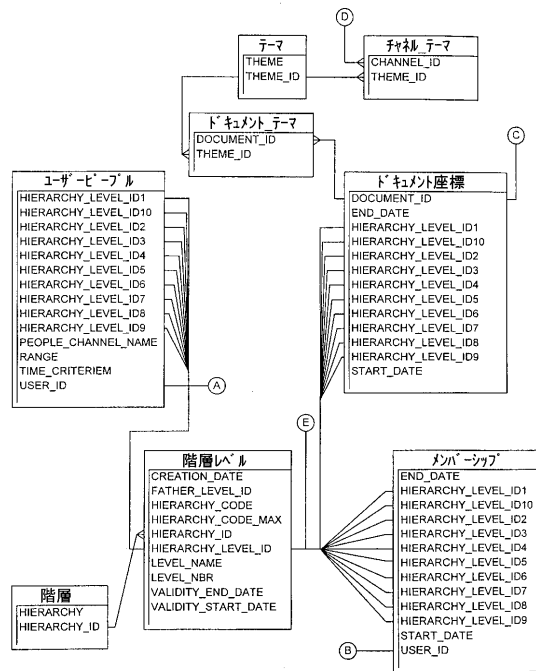 D
テーマ
THEME
THEME_ID
チャネル_テーマ
CHANNEL_ID
THEME_ID
ドキュメント_テーマ
DOCUMENT_ID
THEME_ID
C
ユーザーピープル
HIERARCHY_LEVEL_ID1
HIERARCHY_LEVEL_ID10
HIERARCHY_LEVEL_ID2
HIERARCHY_LEVEL_ID3
HIERARCHY_LEVEL_ID4
HIERARCHY_LEVEL_ID5
HIERARCHY_LEVEL_ID6
HIERARCHY_LEVEL_ID7
HIERARCHY_LEVEL_ID8
HIERARCHY_LEVEL_ID9
PEOPLE_CHANNEL_NAME
RANGE
TIME_CRITERIEM
USER_ID
A
ドキュメント座標
DOCUMENT_ID
END_DATE
HIERARCHY_LEVEL_ID1
HIERARCHY_LEVEL_ID10
HIERARCHY_LEVEL_ID2
HIERARCHY_LEVEL_ID3
HIERARCHY_LEVEL_ID4
HIERARCHY_LEVEL_ID5
HIERARCHY_LEVEL_ID6
HIERARCHY_LEVEL_ID7
HIERARCHY_LEVEL_ID8
HIERARCHY_LEVEL_ID9
START_DATE
E
階層レベル
CREATION_DATE
FATHER_LEVEL_ID
HIERARCHY_CODE
HIERARCHY_CODE_MAX
HIERARCHY_ID
HIERARCHY_LEVEL_ID
LEVEL_NAME
LEVEL_NBR
VALIDITY_END_DATE
VALIDITY_START_DATE
メンバーシップ
END_DATE
HIERARCHY_LEVEL_ID1
HIERARCHY_LEVEL_ID10
HIERARCHY_LEVEL_ID2
HIERARCHY_LEVEL_ID3
HIERARCHY_LEVEL_ID4
HIERARCHY_LEVEL_ID5
HIERARCHY_LEVEL_ID6
HIERARCHY_LEVEL_ID7
HIERARCHY_LEVEL_ID8
HIERARCHY_LEVEL_ID9
START_DATE
USER_ID
B
階層
HIERARCHY
HIERARCHY_ID